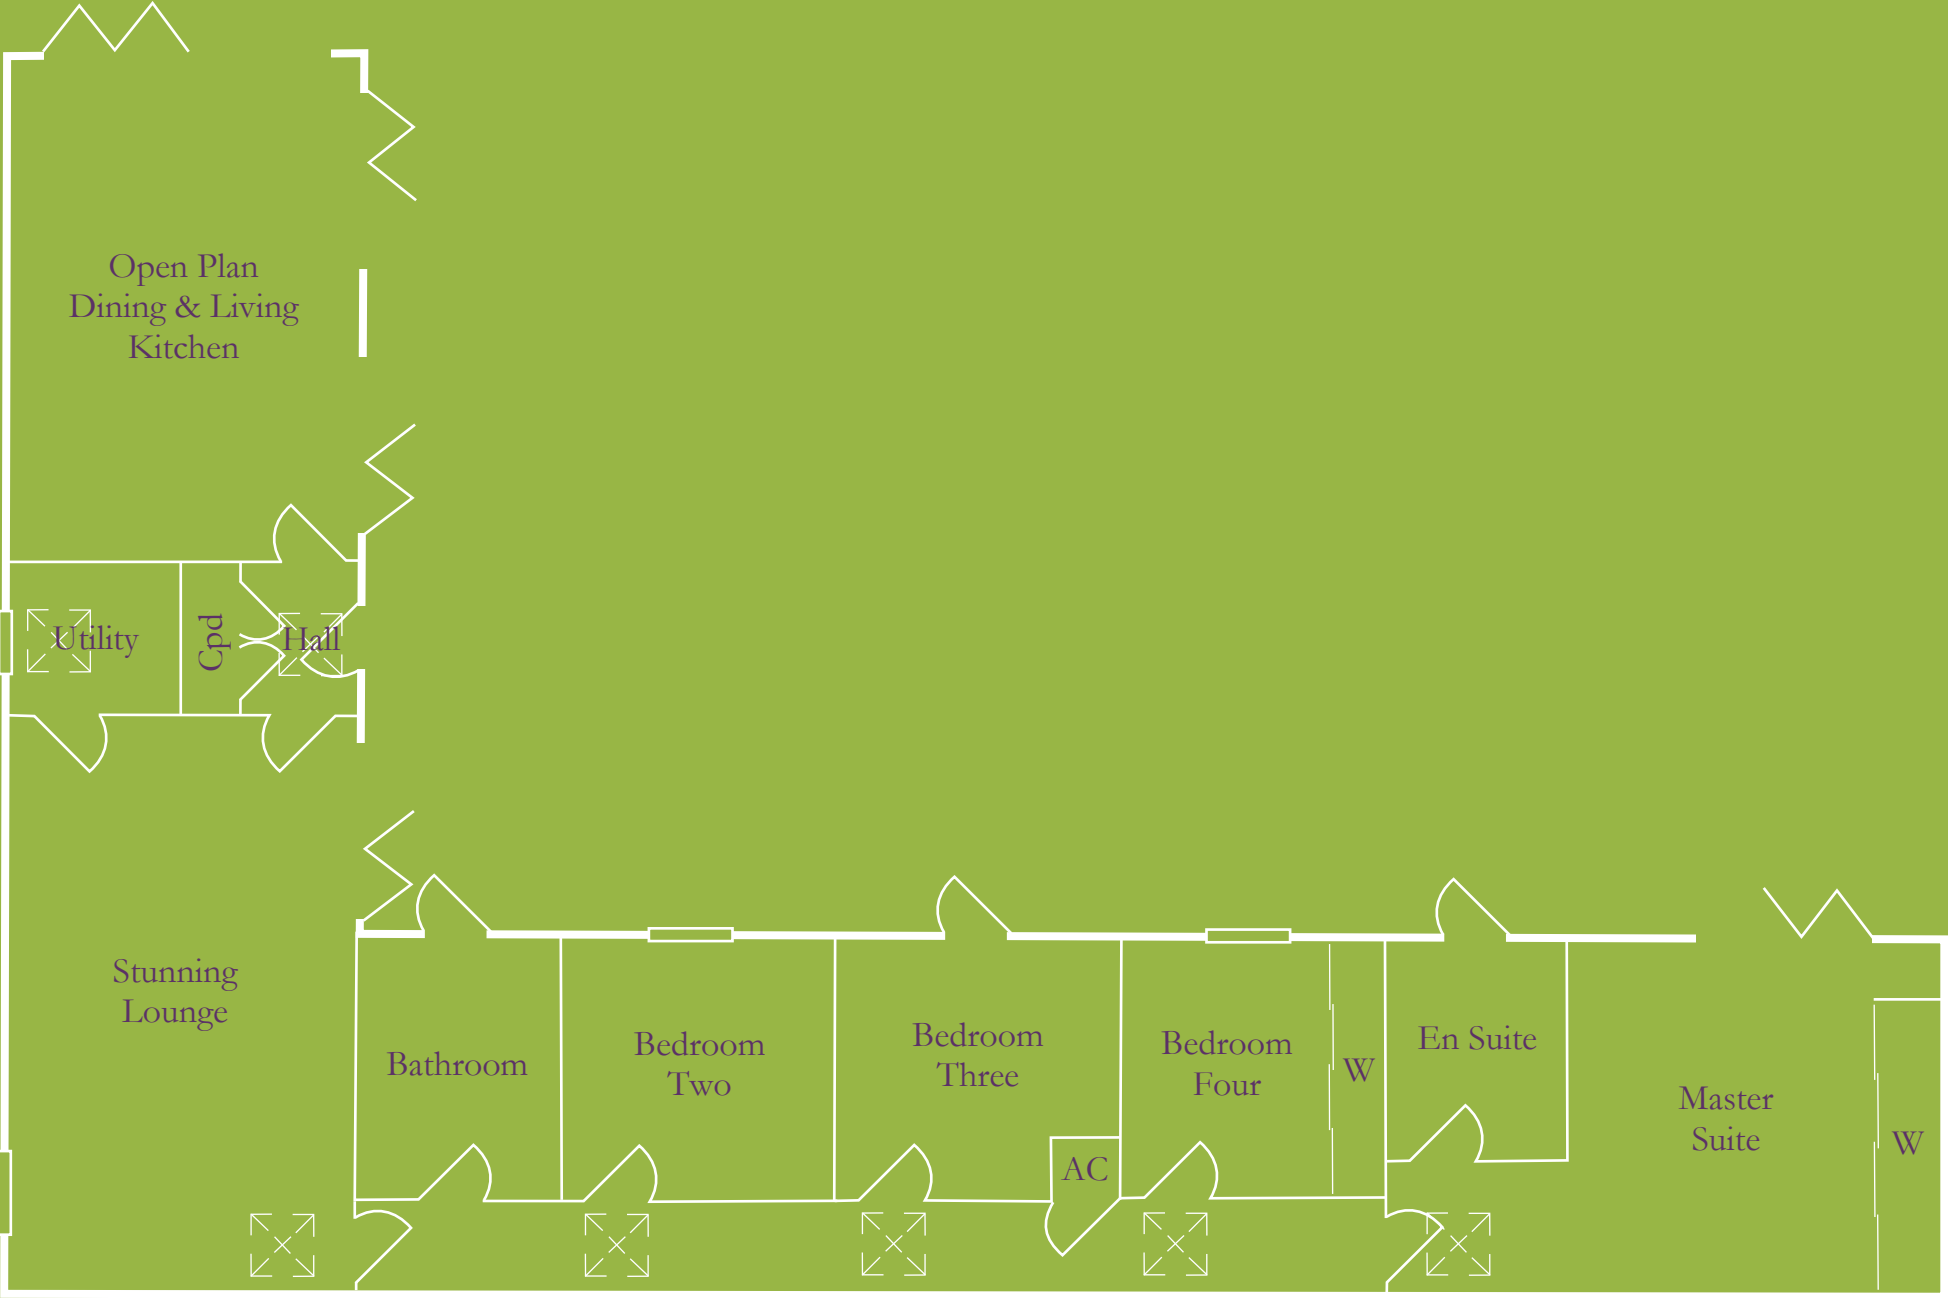 Open Plan
Dining & Living
Kitchen
Utility
Cpd
Hall
Stunning
Lounge
Bathroom
Bedroom
Two
Bedroom
Three
AC
Bedroom
Four
W
En Suite
Master
Suite
W